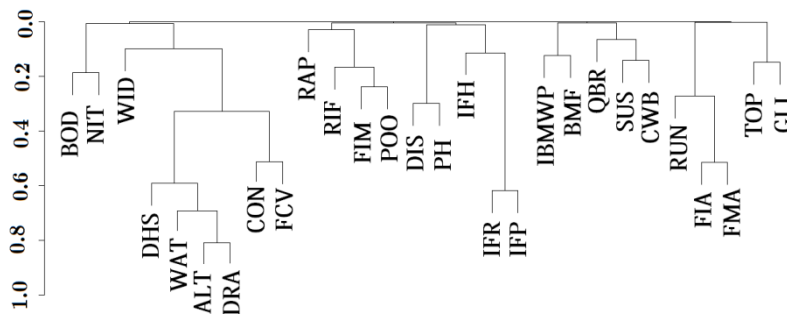 0.0
0.2
0.4
0.6
0.8
1.0
BOD
NIT
WID
DHS
WAT
ALT
DRA
CON
FCV
RAP
RIF
FIM
POO
DIS
PH
IFH
IFR
IFP
IBMWP
BMF
QBR
SUS
CWB
RUN
FIA
FMA
TOP